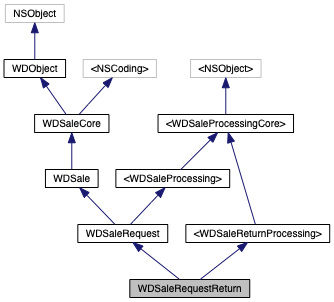 NSObject
WDObject
<NSCoding>
<NSObject>
WDSaleCore
<WDSaleProcessingCore>
WDSale
<WDSaleProcessing>
WDSaleRequest
<WDSaleReturnProcessing>
WDSaleRequestReturn